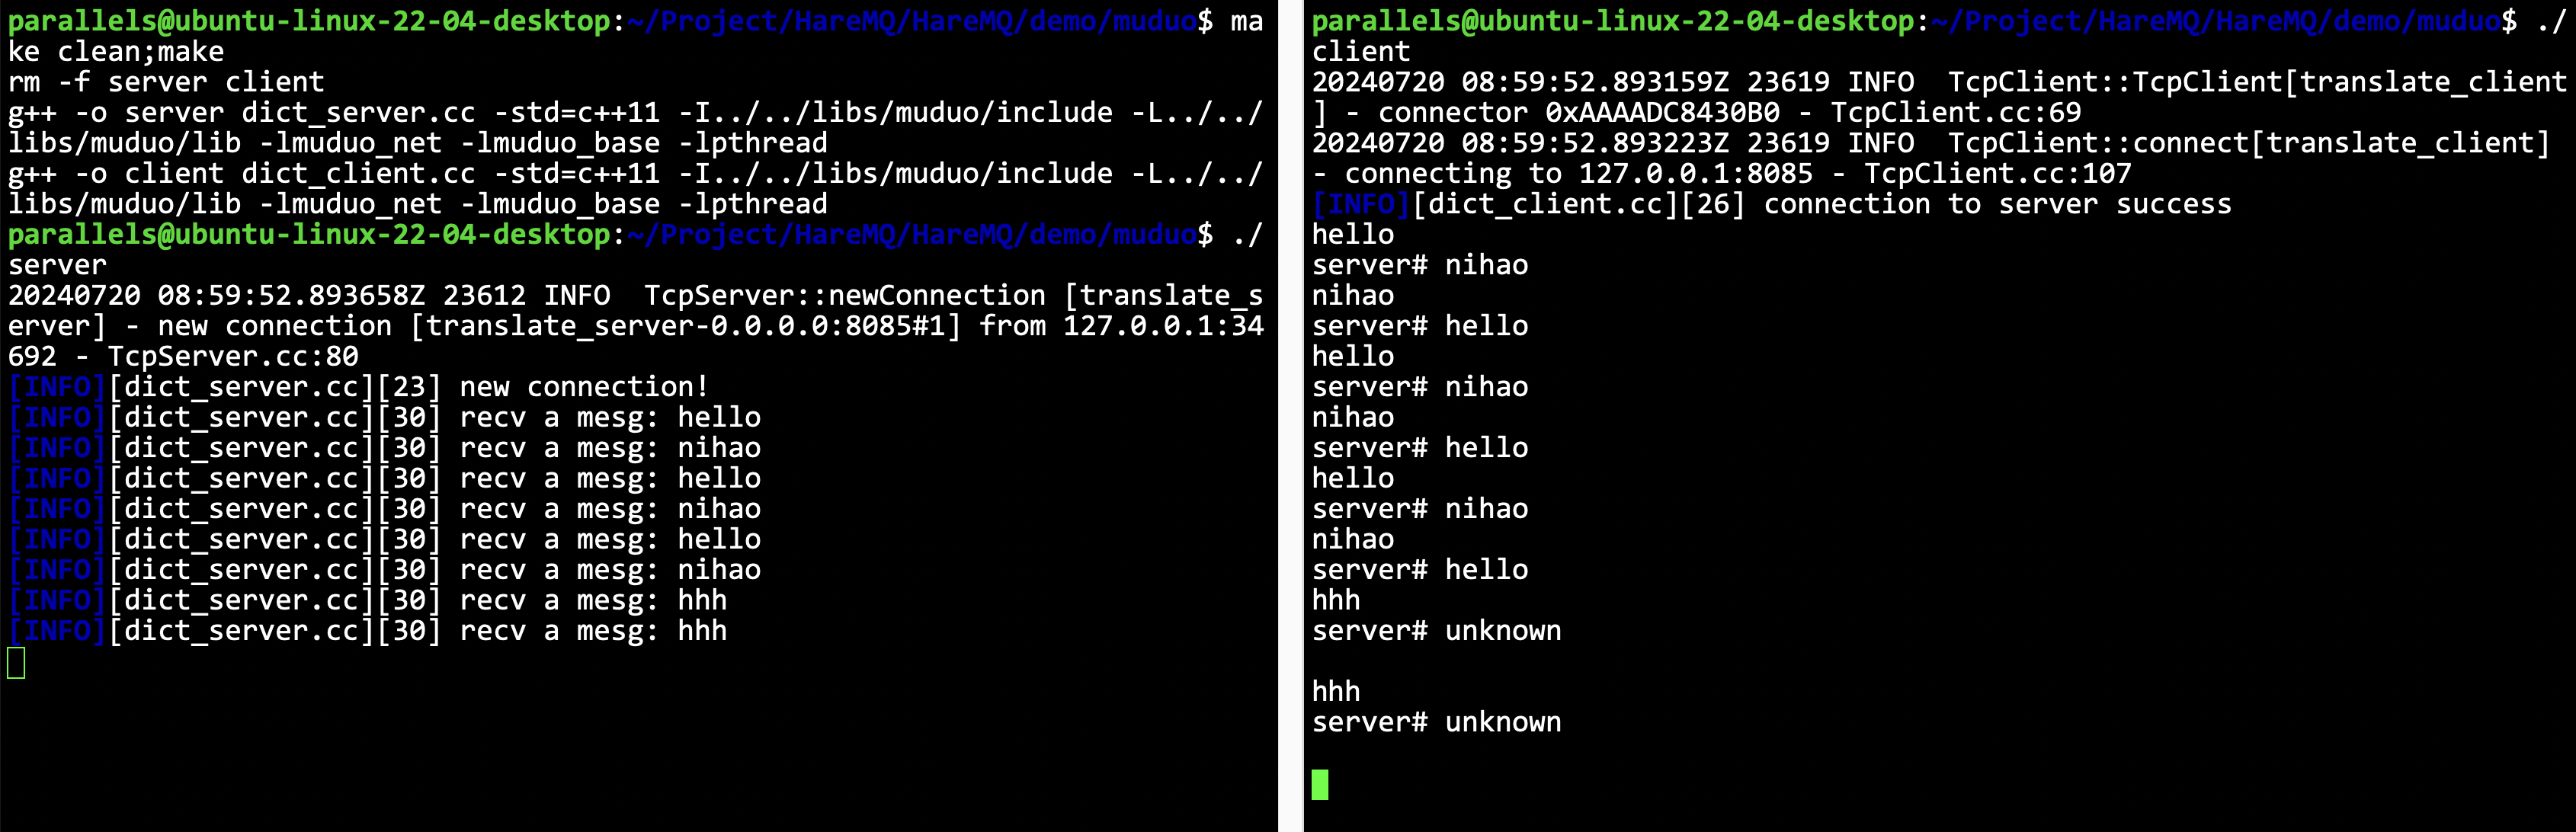 parallels@ubuntu-linux-22-04-desktop:~/Project/HareMQ/HareMQ/demo/muduo$ ma
ke clean;make
rm -f server client
g++ -o server dict_server.cc -std=c++11 -I../../libs/muduo/include -L../../
libs/muduo/lib -lmuduo_net -lmuduo_base -lpthread
g++ -o client dict_client.cc -std=c++11 -I../../libs/muduo/include -L../../
libs/muduo/lib -lmuduo_net -lmuduo_base -lpthread
parallels@ubuntu-linux-22-04-desktop:~/Project/HareMQ/HareMQ/demo/muduo$ ./
server
20240720 08:59:52.893658Z 23612 INFO  TcpServer::newConnection [translate_s
erver] - new connection [translate_server-0.0.0.0:8085#1] from 127.0.0.1:34
692 - TcpServer.cc:80
[INFO][dict_server.cc][23] new connection!
[INFO][dict_server.cc][30] recv a mesg: hello
[INFO][dict_server.cc][30] recv a mesg: nihao
[INFO][dict_server.cc][30] recv a mesg: hello
[INFO][dict_server.cc][30] recv a mesg: nihao
[INFO][dict_server.cc][30] recv a mesg: hello
[INFO][dict_server.cc][30] recv a mesg: nihao
[INFO][dict_server.cc][30] recv a mesg: hhh
[INFO][dict_server.cc][30] recv a mesg: hhh
parallels@ubuntu-linux-22-04-desktop:~/Project/HareMQ/HareMQ/demo/muduo$ ./
client
20240720 08:59:52.893159Z 23619 INFO  TcpClient::TcpClient[translate_client
] - connector 0xAAAADC8430B0 - TcpClient.cc:69
20240720 08:59:52.893223Z 23619 INFO  TcpClient::connect[translate_client]
- connecting to 127.0.0.1:8085 - TcpClient.cc:107
[INFO][dict_client.cc][26] connection to server success
hello
server# nihao
nihao
server# hello
hello
server# nihao
nihao
server# hello
hello
server# nihao
nihao
server# hello
hhh
server# unknown
hhh
server# unknown